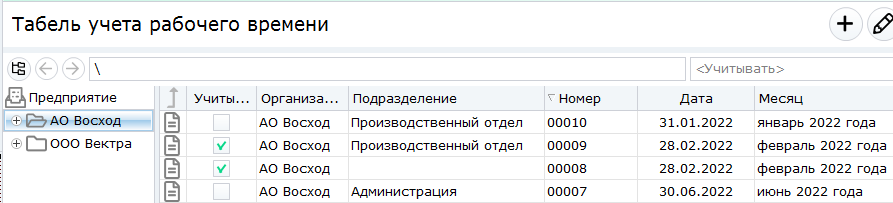 Табель учета рабочего времени
\ <Учитывать>
Предприятие Учиты... Организа... Подразделение Номер Дата Месяц
АО Восход АО Восход Производственный отдел 00010 31.01.2022 январь 2022 года
ООО Вектра АО Восход Производственный отдел 00009 28.02.2022 февраль 2022 года
АО Восход 00008 28.02.2022 февраль 2022 года
АО Восход Администрация 00007 30.06.2022 июнь 2022 года